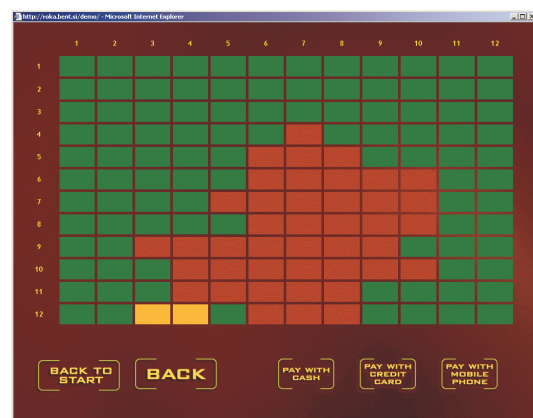 http://roka.bent.si/demo/ - Microsoft Internet Explorer
1 2 3 4 5 6 7 8 9 10 11 12
1
2
3
4
5
6
7
8
9
10
11
12
BACK TO
START
BACK
PAY WITH
CASH
PAY WITH
CREDIT
CARD
PAY WITH
MOBILE
PHONE